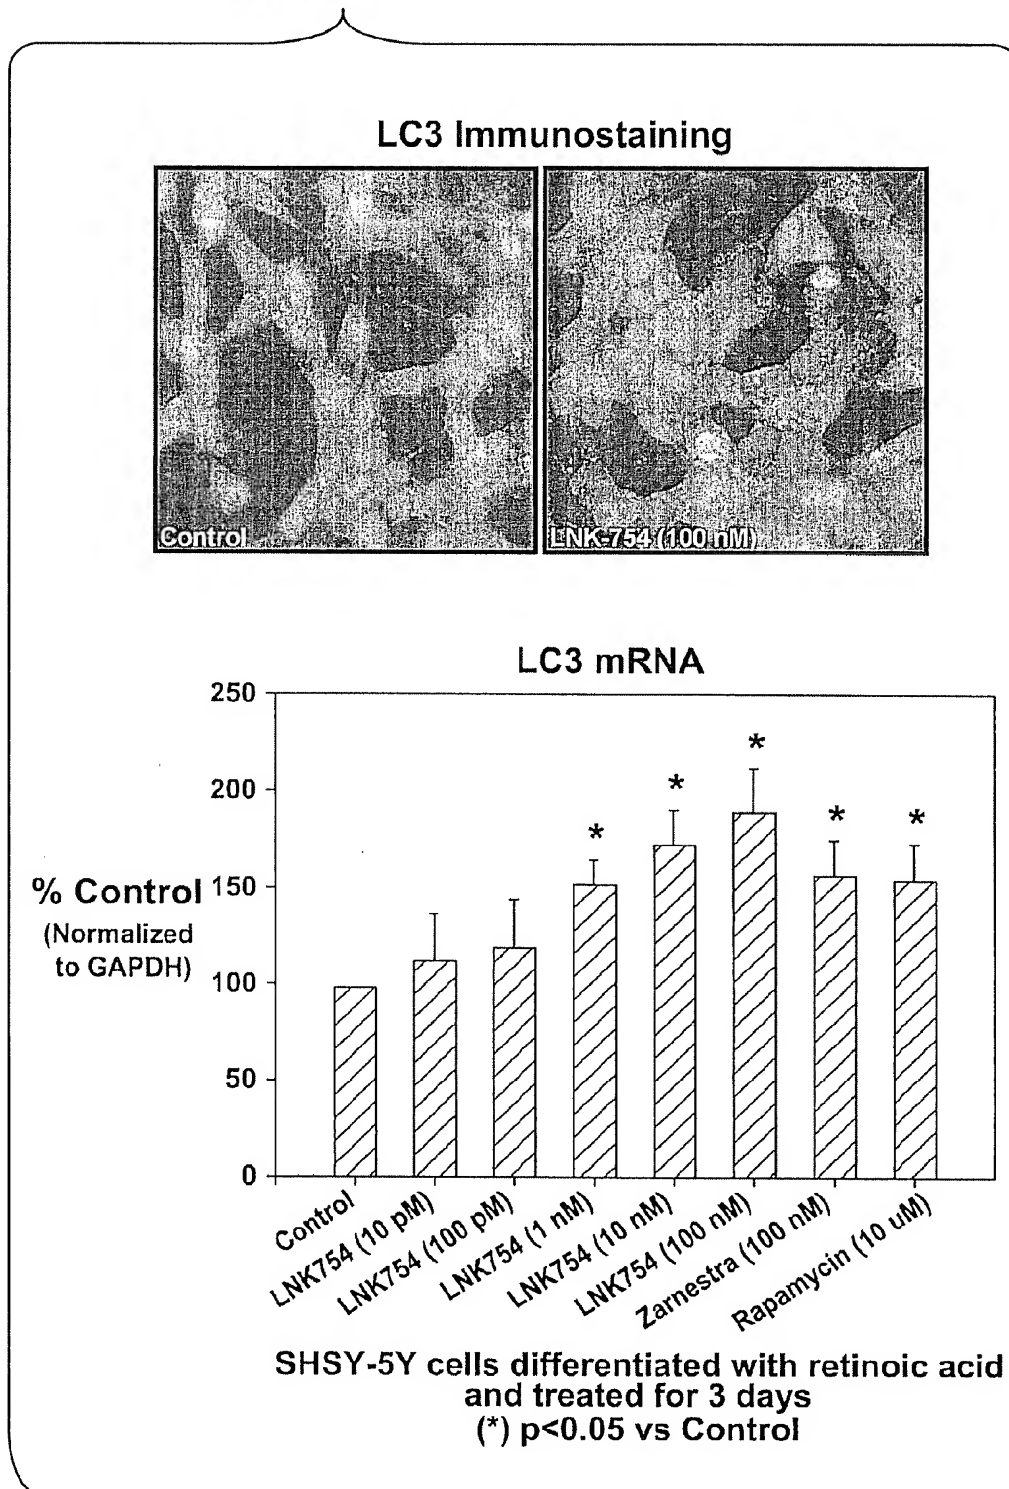 LC3 Immunostaining
Control
LNK-754 (100 nM)
LC3 mRNA
250
200
150
100
50
0
% Control
(Normalized
to GAPDH)
*
*
*
*
*
Control
LNK754 (10 pM)
LNK754 (100 pM)
LNK754 (1 nM)
LNK754 (10 nM)
LNK754 (100 nM)
Zarnestra (100 nM)
Rapamycin (10 uM)
SHSY-5Y cells differentiated with retinoic acid
and treated for 3 days
(*) p<0.05 vs Control